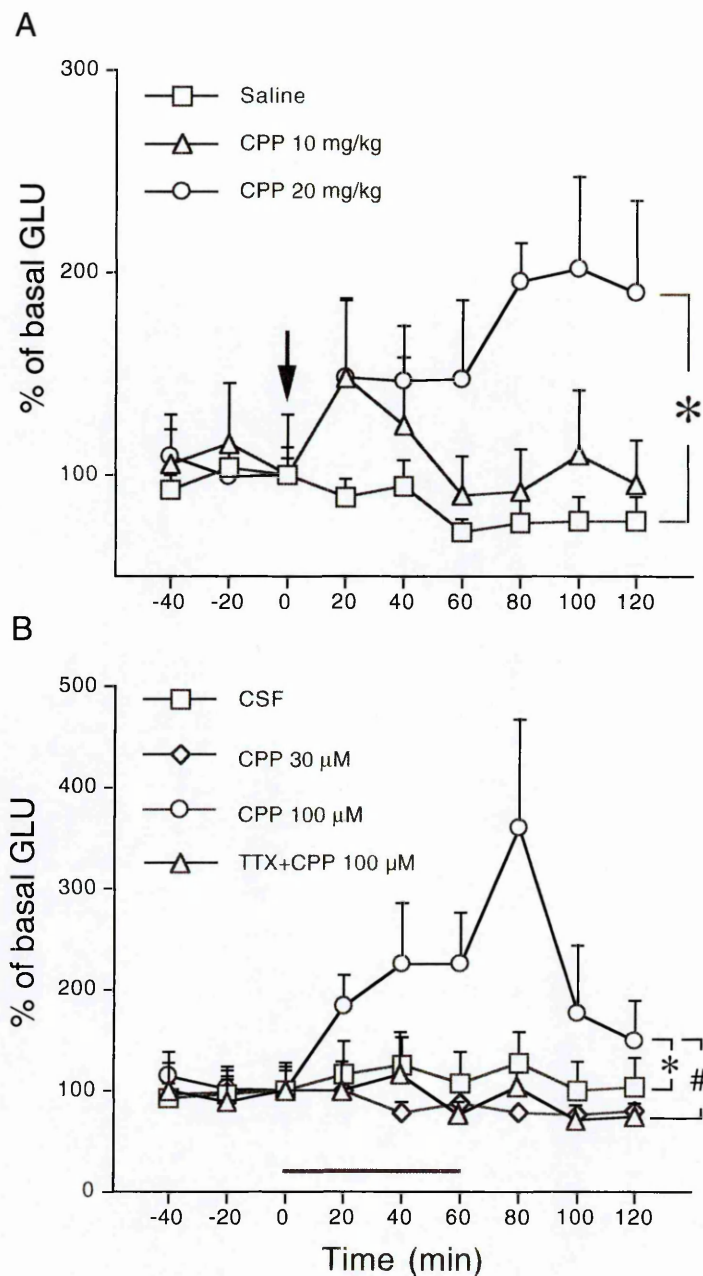 A
300
Saline
CPP 10 mg/kg
CPP 20 mg/kg
200
% of basal GLU
*
100
-40 -20 0 20 40 60 80 100 120
B
500
CSF
CPP 30 µM
400
CPP 100 µM
TTX+CPP 100 µM
300
% of basal GLU
200
*
#
100
0
-40 -20 0 20 40 60 80 100 120
Time (min)